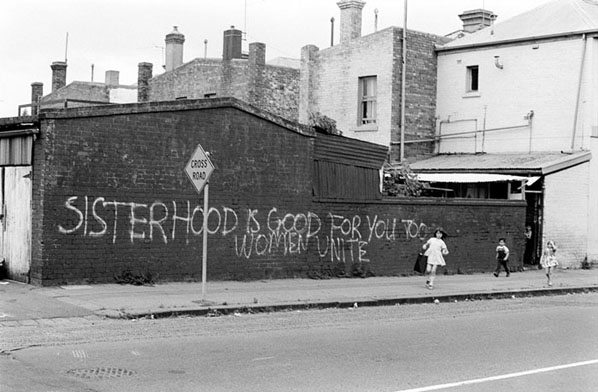 CROSS
ROAD
SISTERHOOD IS GOOD FOR YOU TOO
WOMEN UNITE